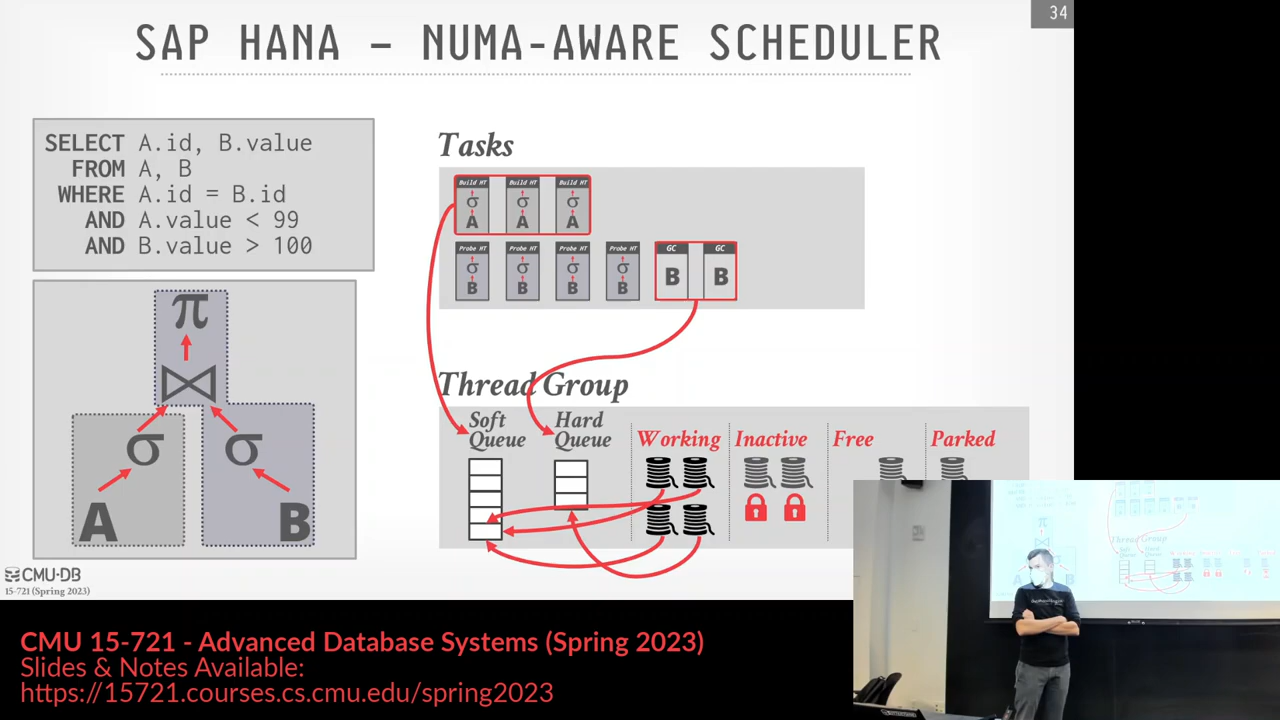 34
SAP HANA – NUMA-AWARE SCHEDULER
SELECT A.id, B.value
FROM A, B
WHERE A.id = B.id
AND A.value < 99
AND B.value > 100
π
⋈
σ σ
A B
Tasks
Build HT Build HT Build HT
σ σ σ
A A A
Probe HT Probe HT Probe HT Probe HT GC GC
σ σ σ σ
B B B B B B
Thread Group
Soft Queue
Hard Queue
Working
Inactive
Free
Parked
CMU·DB
15-721 (Spring 2023)
CMU 15-721 - Advanced Database Systems (Spring 2023)
Slides & Notes Available:
https://15721.courses.cs.cmu.edu/spring2023
Thread Group